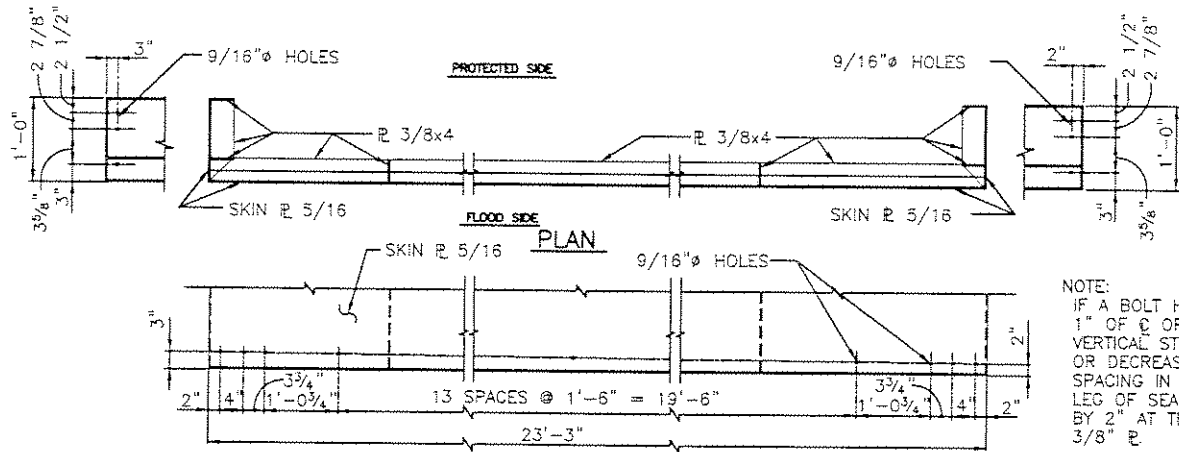 2 7/8"
2 1/2"
3"
9/16"ø HOLES
PROTECTED SIDE
9/16"ø HOLES
2"
2 1/2"
2 7/8"
1'-0"
3 5/8"
3"
SKIN ⅊ 5/16
⅊ 3/8x4
⅊ 3/8x4
FLOOD SIDE
SKIN ⅊ 5/16
1'-0"
3"
3 5/8"
PLAN
SKIN ⅊ 5/16
9/16"ø HOLES
NOTE:
IF A BOLT H
1" OF ℄ OF
VERTICAL ST
OR DECREAS
SPACING IN
LEG OF SEA
BY 2" AT T
3/8" ⅊
3"
2"
2"
4"
3 3/4"
1'-0 3/4"
13 SPACES @ 1'-6" = 19'-6"
3 3/4"
1'-0 3/4"
4"
2"
23'-3"